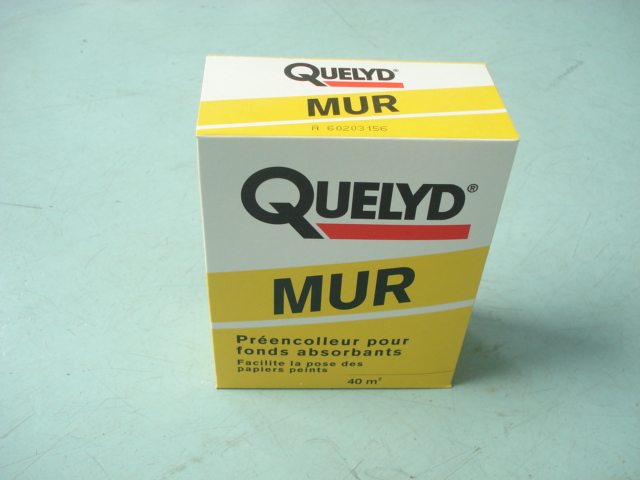 QUELYD®
MUR
A 60203156
QUELYD®
MUR
Préencolleur pour
fonds absorbants
Facilite la pose des
papiers peints
40 m²